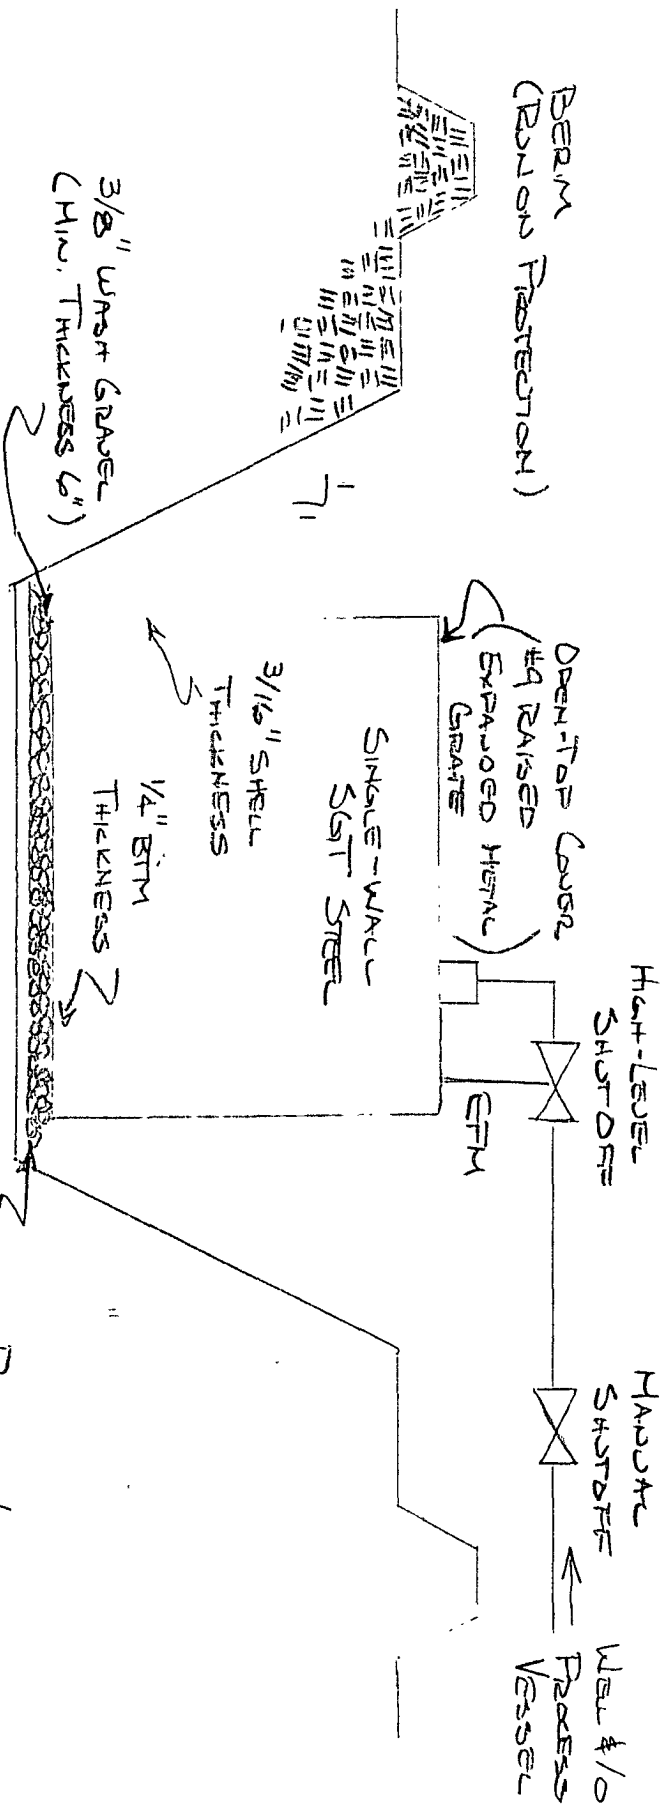 BERM
(RUN ON PROTECTION)
OPEN-TOP COVER
(#9 RAISED
EXPANDED METAL
GRATE)
HIGH-LEVEL
SHUTOFF
MANUAL
SHUTOFF
WELL &/O
PROCESS
VESSEL
EFM
SINGLE-WALL
SGT STEEL
3/16" SHELL
THICKNESS
1/4" BTM
THICKNESS
3/8" WASH GRAVEL
(MIN. THICKNESS 6")